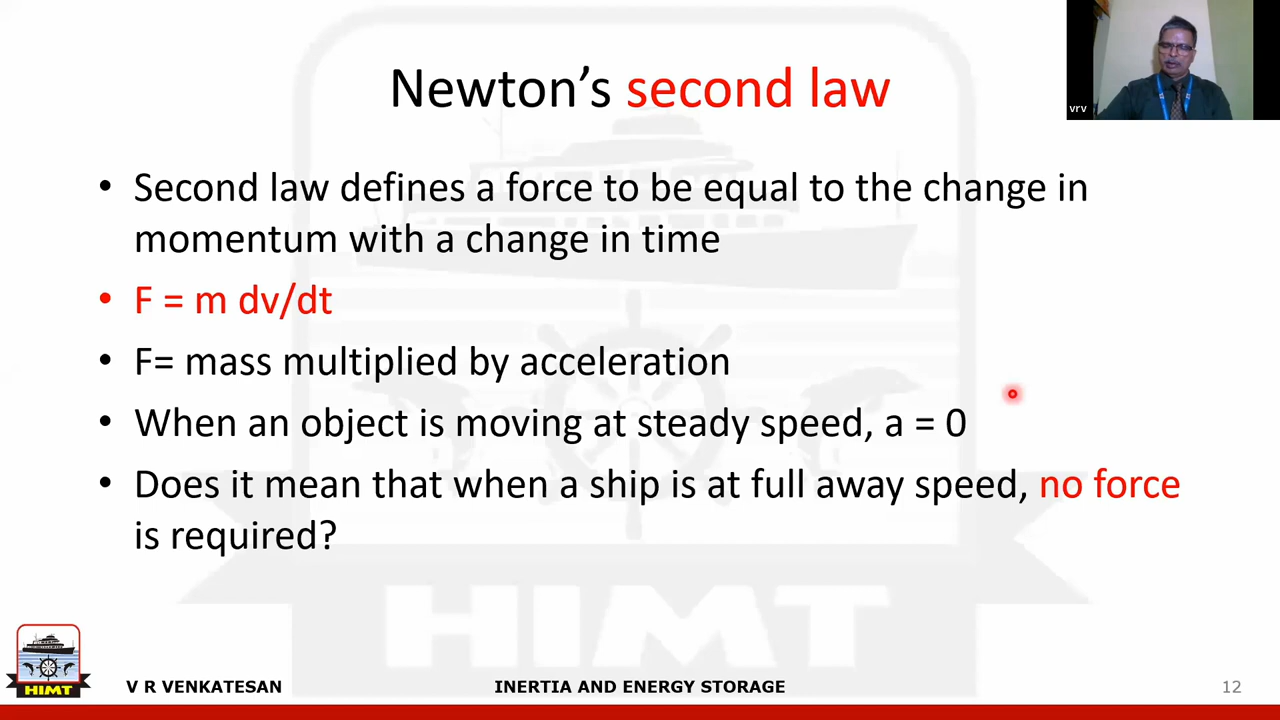 Newton's second law
vrv
• Second law defines a force to be equal to the change in
momentum with a change in time
• F = m dv/dt
• F= mass multiplied by acceleration
• When an object is moving at steady speed, a = 0
• Does it mean that when a ship is at full away speed, no force
is required?
HIMT
HIMT
V R VENKATESAN
INERTIA AND ENERGY STORAGE
12